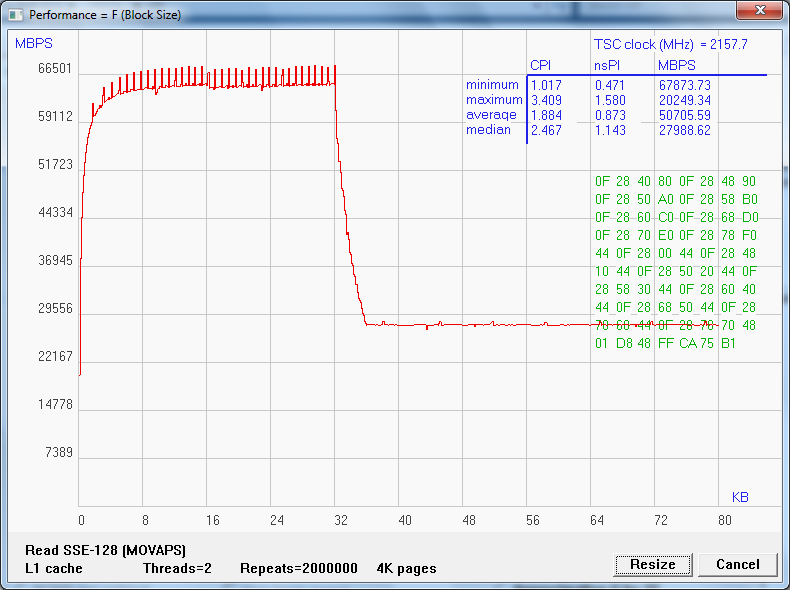 Performance = F (Block Size)
MBPS
TSC clock (MHz) = 2157.7
CPI nsPI MBPS
minimum 1.017 0.471 67873.73
maximum 3.409 1.580 20249.34
average 1.884 0.873 50705.59
median 2.467 1.143 27988.62
66501
59112
51723
44334
36945
29556
22167
14778
7389
0F 28 40 80 0F 28 48 90
0F 28 50 A0 0F 28 58 B0
0F 28 60 C0 0F 28 68 D0
0F 28 70 E0 0F 28 78 F0
44 0F 28 00 44 0F 28 48
10 44 0F 28 50 20 44 0F
28 58 30 44 0F 28 60 40
44 0F 28 68 50 44 0F 28
70 60 44 0F 28 78 70 48
01 D8 48 FF CA 75 B1
KB
0 8 16 24 32 40 48 56 64 72 80
Read SSE-128 (MOVAPS)
L1 cache Threads=2 Repeats=2000000 4K pages
Resize Cancel